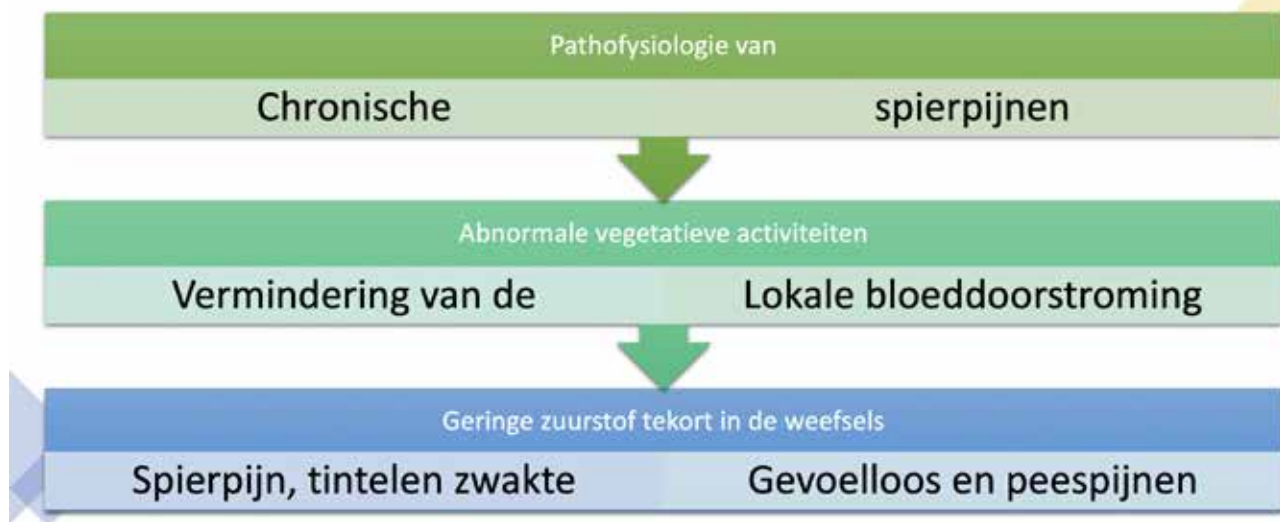 Pathofysiologie van
Chronische spierpijnen
Abnormale vegetatieve activiteiten
Vermindering van de Lokale bloeddoorstroming
Geringe zuurstof tekort in de weefsels
Spierpijn, tintelen zwakte Gevoelloos en peespijnen